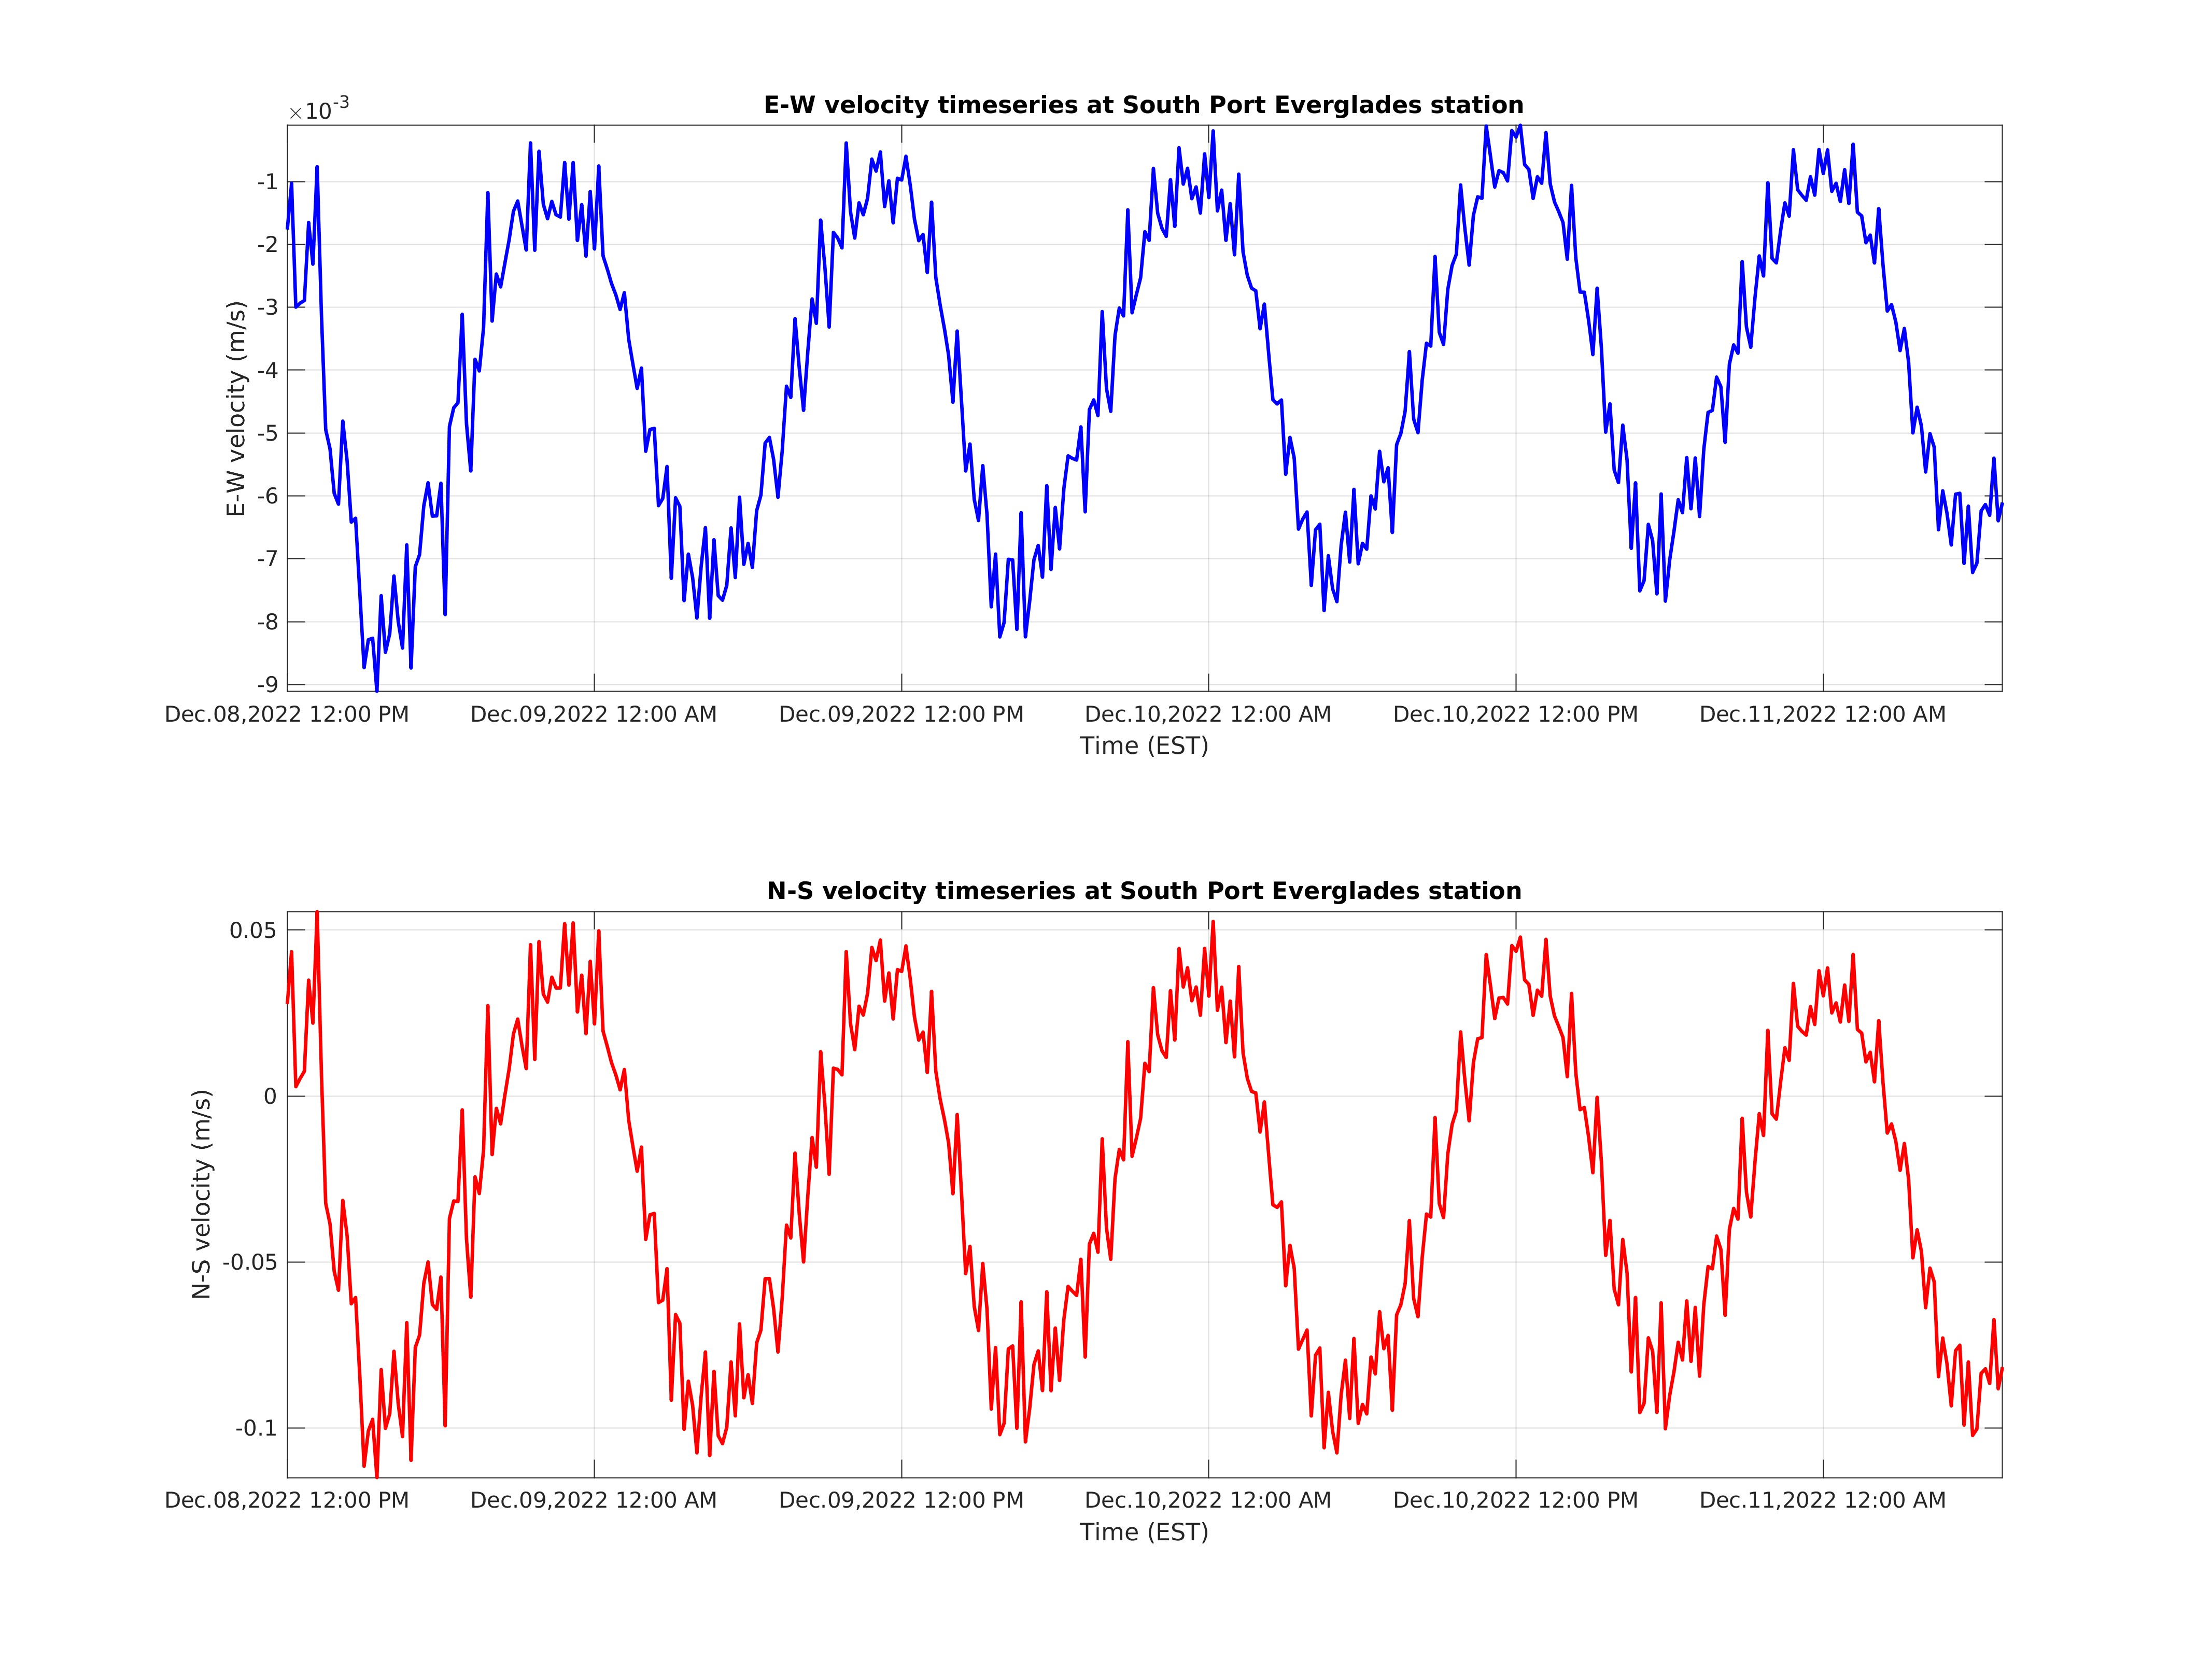 ×10-3
E-W velocity timeseries at South Port Everglades station
-1
-2
-3
-4
-5
-6
-7
-8
-9
E-W velocity (m/s)
Dec.08,2022 12:00 PM Dec.09,2022 12:00 AM Dec.09,2022 12:00 PM Dec.10,2022 12:00 AM Dec.10,2022 12:00 PM Dec.11,2022 12:00 AM
Time (EST)
N-S velocity timeseries at South Port Everglades station
0.05
0
-0.05
-0.1
N-S velocity (m/s)
Dec.08,2022 12:00 PM Dec.09,2022 12:00 AM Dec.09,2022 12:00 PM Dec.10,2022 12:00 AM Dec.10,2022 12:00 PM Dec.11,2022 12:00 AM
Time (EST)